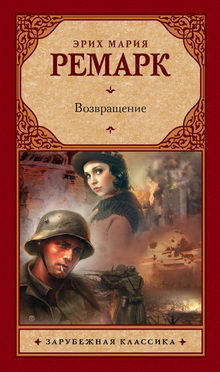 ЭРИХ МАРИЯ
РЕМАРК
Возвращение
ЗАРУБЕЖНАЯ КЛАССИКА